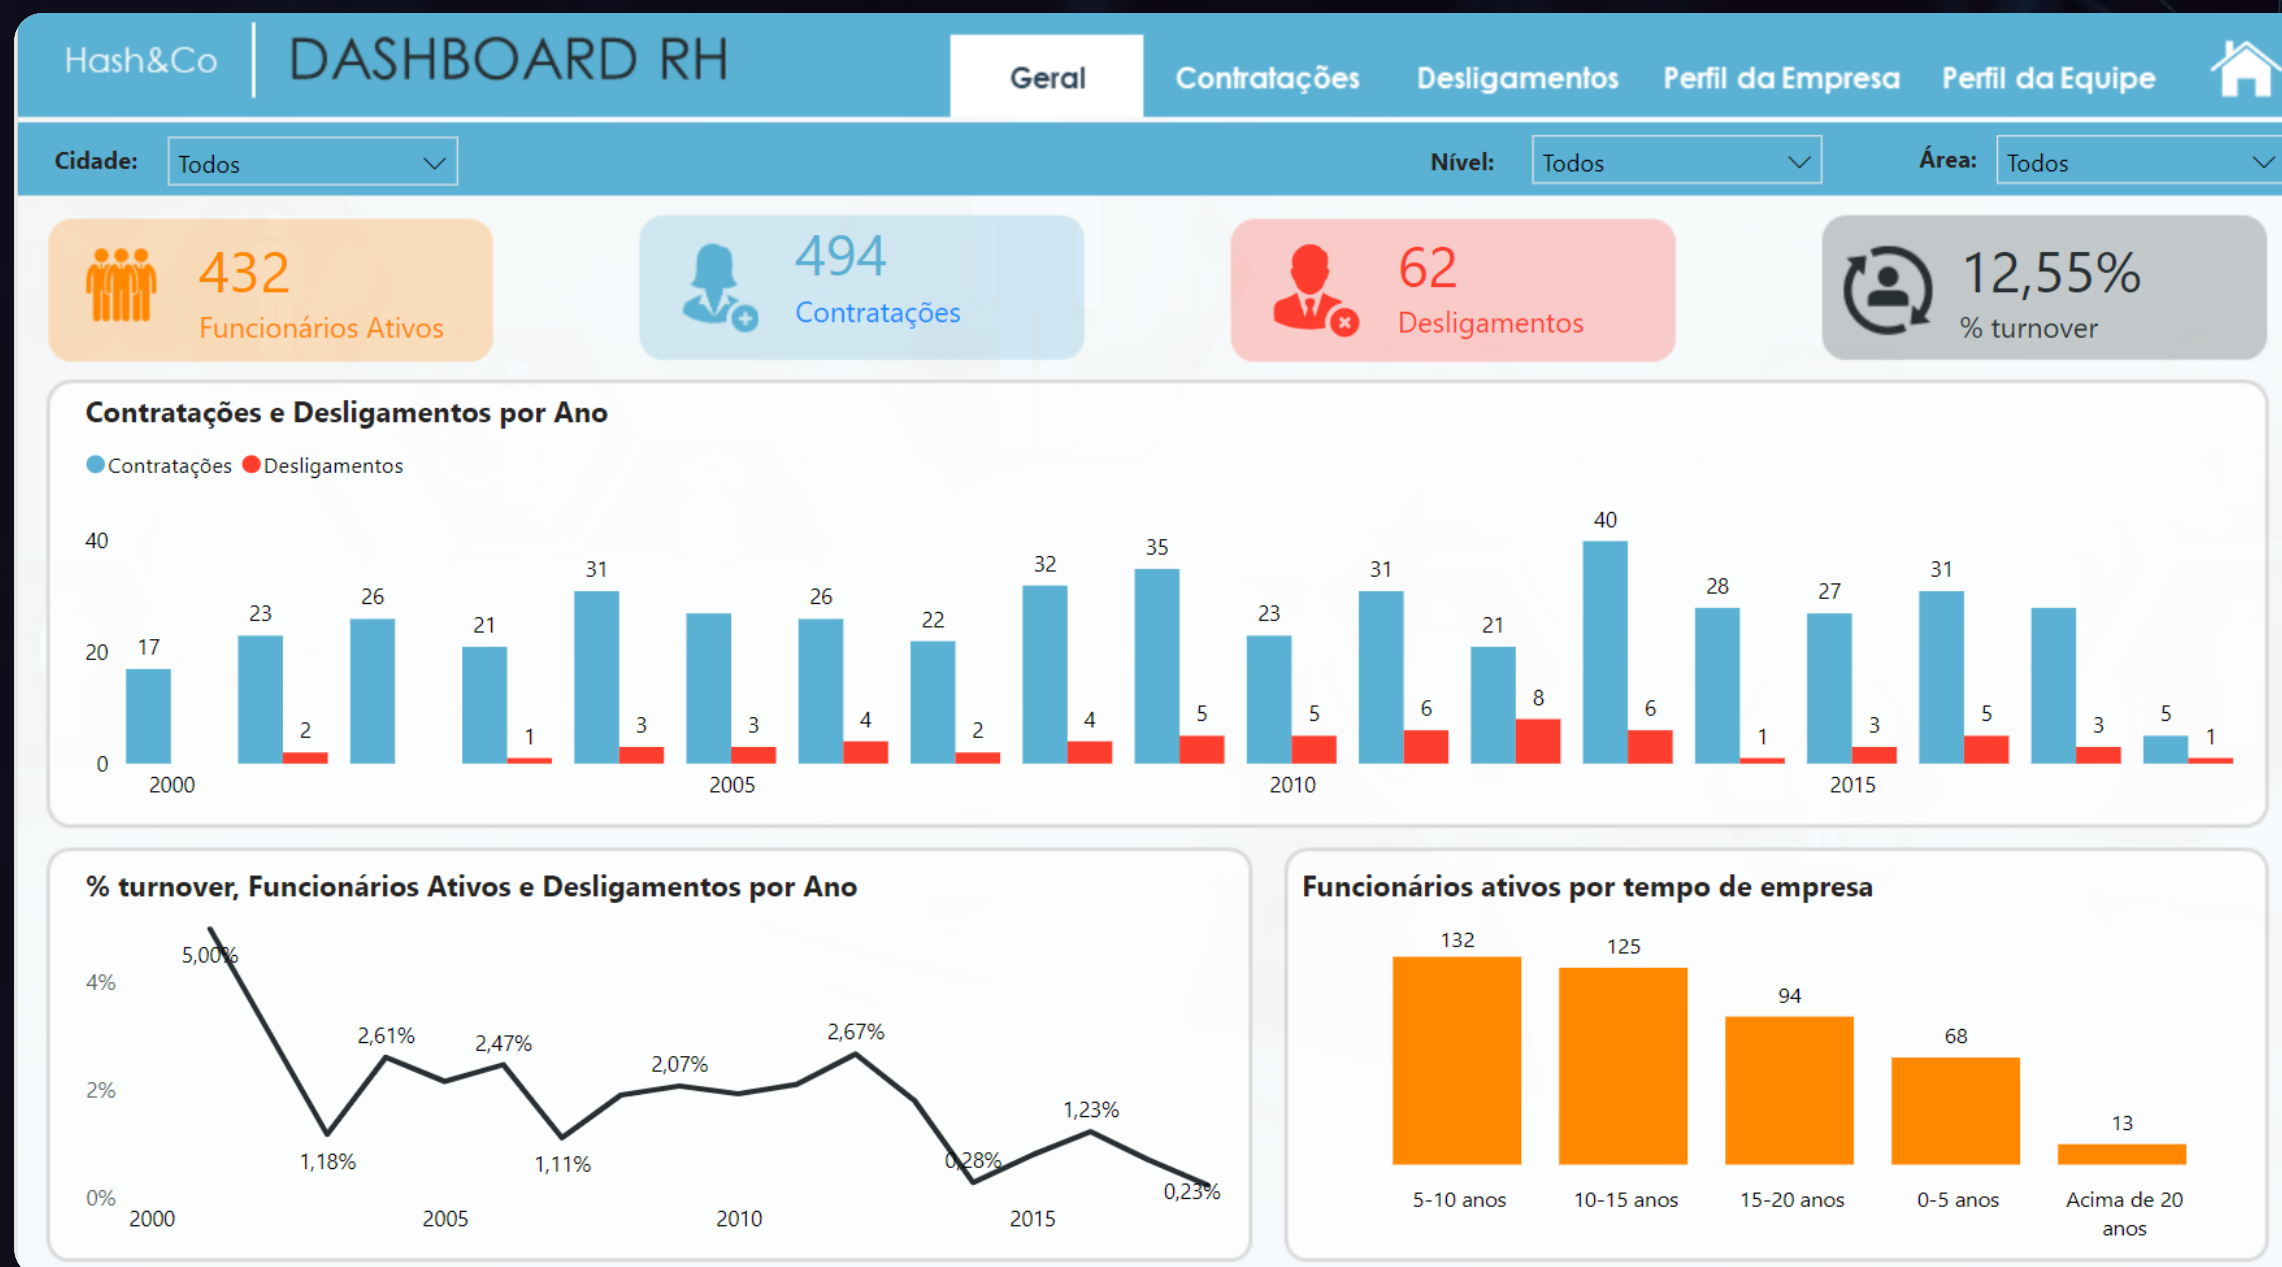 Hash&Co
DASHBOARD RH
Geral
Contratações
Desligamentos
Perfil da Empresa
Perfil da Equipe
Cidade:
Todos
Nível:
Todos
Área:
Todos
432
Funcionários Ativos
494
Contratações
62
Desligamentos
12,55%
% turnover
Contratações e Desligamentos por Ano
Contratações Desligamentos
40
20
0
17
23
2
26
21
1
31
3
3
26
4
22
2
32
4
35
5
23
5
31
6
21
8
40
6
28
1
27
3
31
5
3
5
1
2000
2005
2010
2015
% turnover, Funcionários Ativos e Desligamentos por Ano
4%
2%
0%
5,00%
1,18%
2,61%
2,47%
1,11%
2,07%
2,67%
0,28%
1,23%
0,23%
2000
2005
2010
2015
Funcionários ativos por tempo de empresa
132
125
94
68
13
5-10 anos
10-15 anos
15-20 anos
0-5 anos
Acima de 20
anos